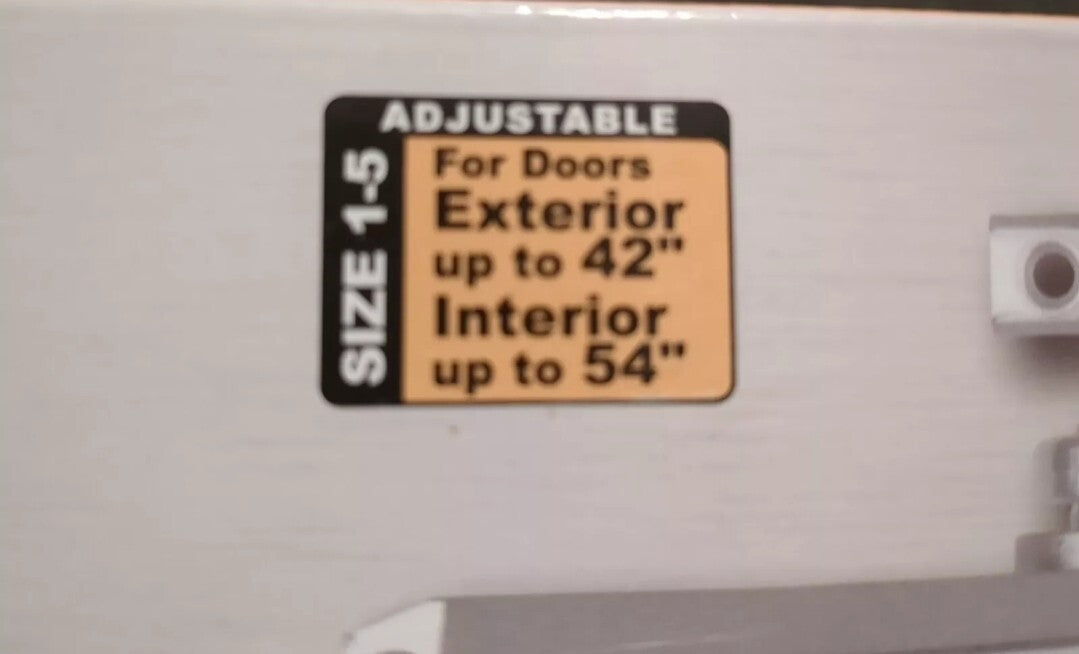 ADJUSTABLE
SIZE 1-5
For Doors
Exterior
up to 42"
Interior
up to 54"